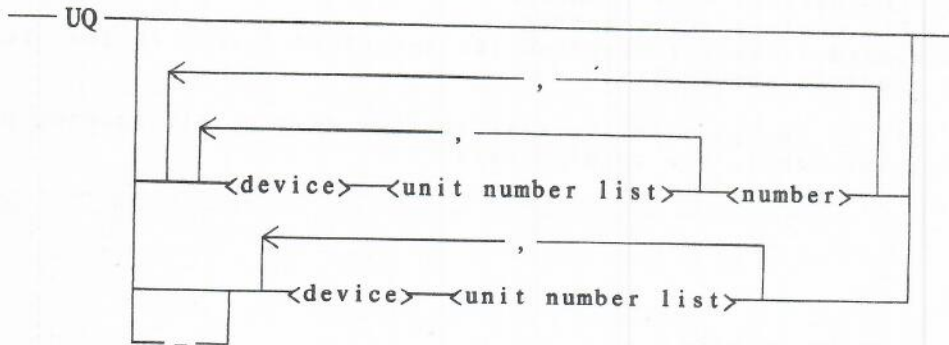 UQ
,
,
<device> <unit number list> <number>
,
<device> <unit number list>
-